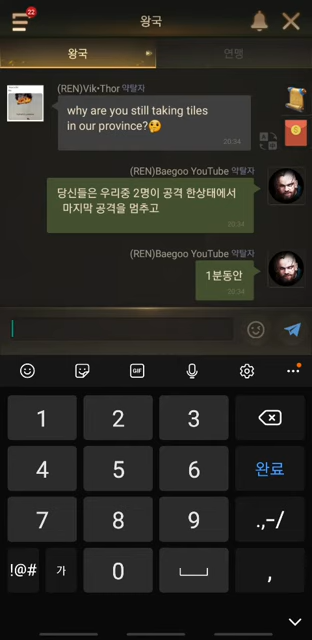 22
왕국
왕국
연맹
(REN)Vik•Thor 약탈자
why are you still taking tiles
in our province?🤔
20:34
(REN)Baegoo YouTube 약탈자
당신들은 우리중 2명이 공격 한상태에서
마지막 공격을 멈추고
20:34
(REN)Baegoo YouTube 약탈자
1분동안
20:34
GIF
1 2 3
4 5 6 완료
7 8 9 .,-/
!@# 가 0 ,